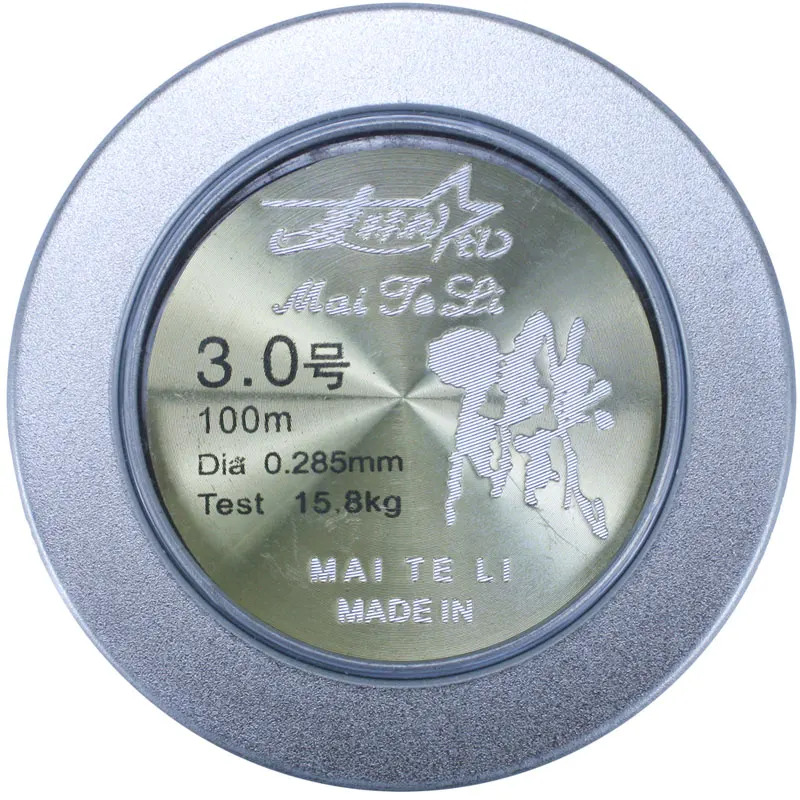 Mai Te Li
3.0号
100m
Dia 0.285mm
Test 15.8kg
MAI TE LI
MADE IN